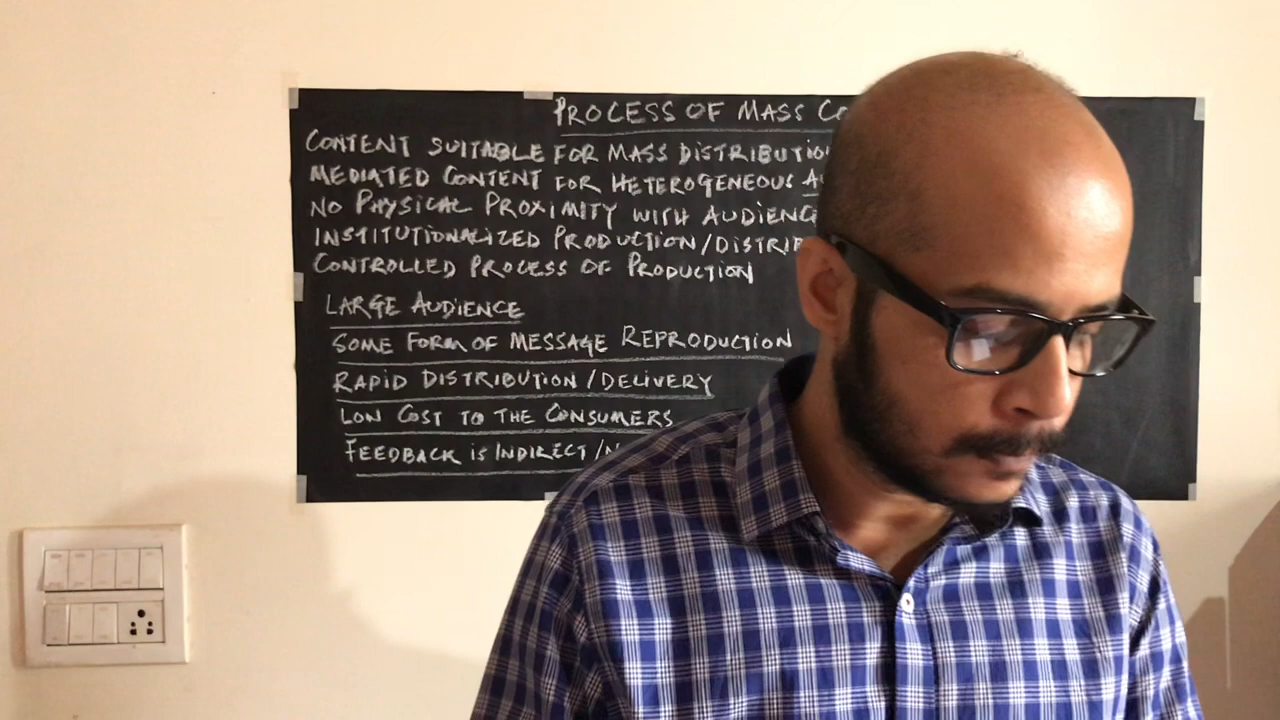 PROCESS OF MASS CO
CONTENT SUITABLE FOR MASS DISTRIBUTIO
MEDIATED CONTENT FOR HETEROGENEOUS A
NO PHYSICAL PROXIMITY WITH AUDIENC
INSTITUTIONALIZED PRODUCTION/DISTRIB
CONTROLLED PROCESS OF PRODUCTION
LARGE AUDIENCE
SOME FORM OF MESSAGE REPRODUCTION
RAPID DISTRIBUTION/DELIVERY
LOW COST TO THE CONSUMERS
FEEDBACK IS INDIRECT/N